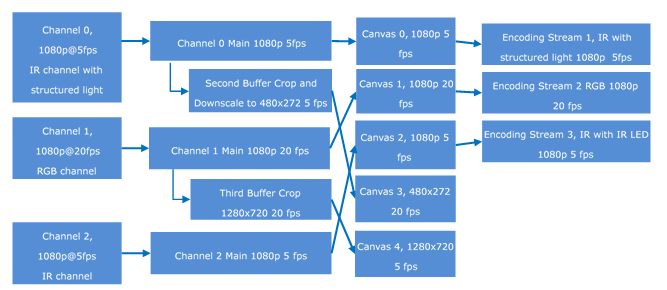 Channel 0,
1080p@5fps
IR channel with
structured light
Channel 0 Main 1080p 5fps
Canvas 0, 1080p 5
fps
Encoding Stream 1, IR with
structured light 1080p  5fps
Second Buffer Crop and
Downscale to 480x272 5 fps
Canvas 1, 1080p 20
fps
Encoding Stream 2 RGB 1080p
20 fps
Channel 1,
1080p@20fps
RGB channel
Channel 1 Main 1080p 20 fps
Canvas 2, 1080p 5
fps
Encoding Stream 3, IR with IR LED
1080p 5 fps
Third Buffer Crop
1280x720 20 fps
Canvas 3, 480x272
20 fps
Channel 2,
1080p@5fps
IR channel
Channel 2 Main 1080p 5 fps
Canvas 4, 1280x720
5 fps